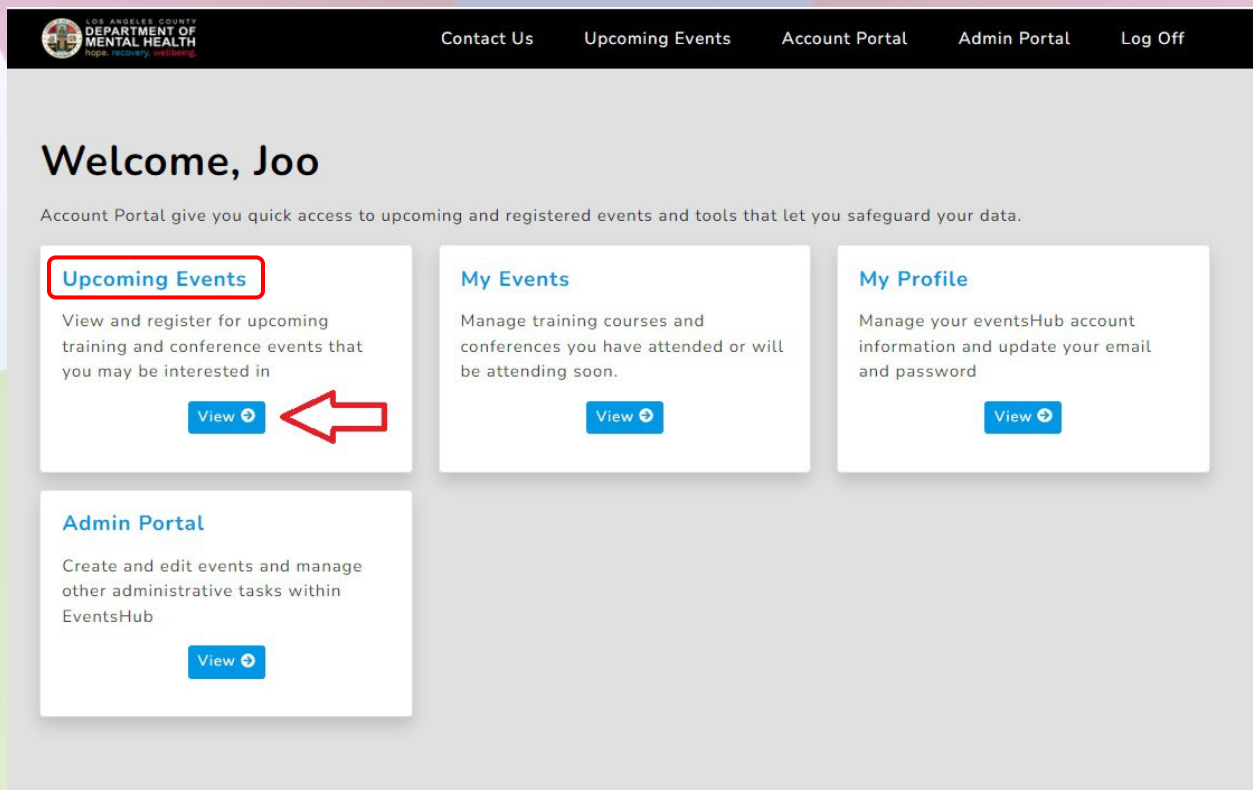 LOS ANGELES COUNTY
DEPARTMENT OF
MENTAL HEALTH
hope. recovery. wellbeing.
Contact Us
Upcoming Events
Account Portal
Admin Portal
Log Off
Welcome, Joo
Account Portal give you quick access to upcoming and registered events and tools that let you safeguard your data.
Upcoming Events
View and register for upcoming
training and conference events that
you may be interested in
View
My Events
Manage training courses and
conferences you have attended or will
be attending soon.
View
My Profile
Manage your eventsHub account
information and update your email
and password
View
Admin Portal
Create and edit events and manage
other administrative tasks within
EventsHub
View